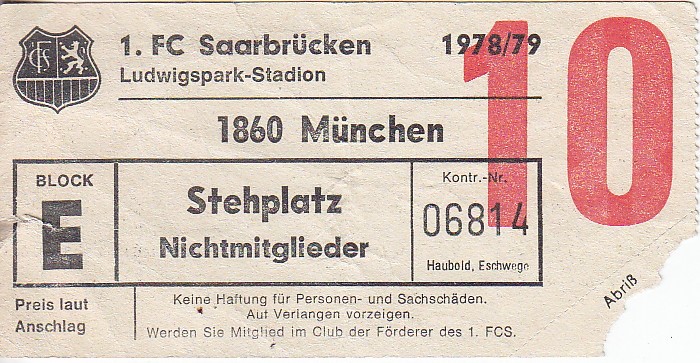 FCS
1. FC Saarbrücken 1978/79
Ludwigspark-Stadion
10
1860 München
BLOCK
E
Stehplatz
Nichtmitglieder
Kontr.-Nr.
06814
Haubold, Eschwege
Preis laut
Anschlag
Keine Haftung für Personen- und Sachschäden.
Auf Verlangen vorzeigen.
Werden Sie Mitglied im Club der Förderer des 1. FCS.
Abriß